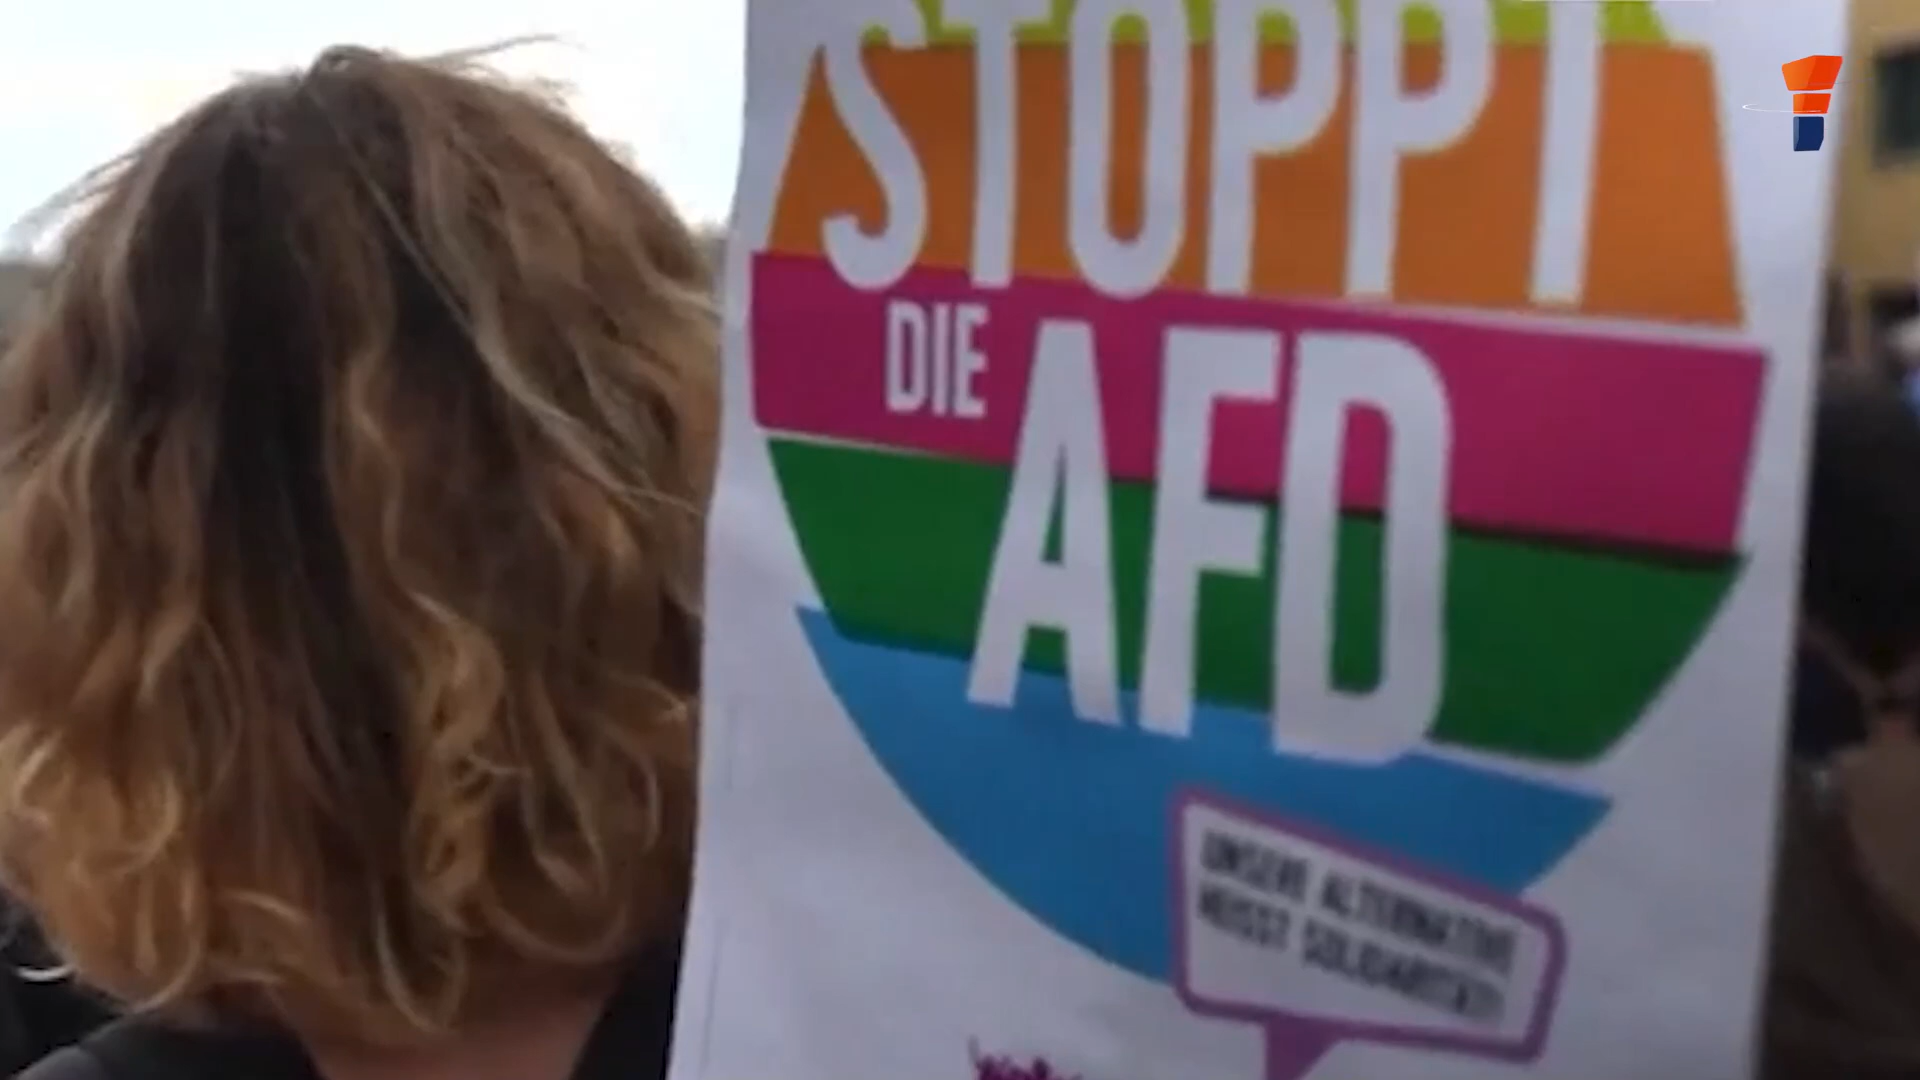 STOPPT
DIE AFD
UNSERE ALTERNATIVE
HEISST SOLIDARITÄT!